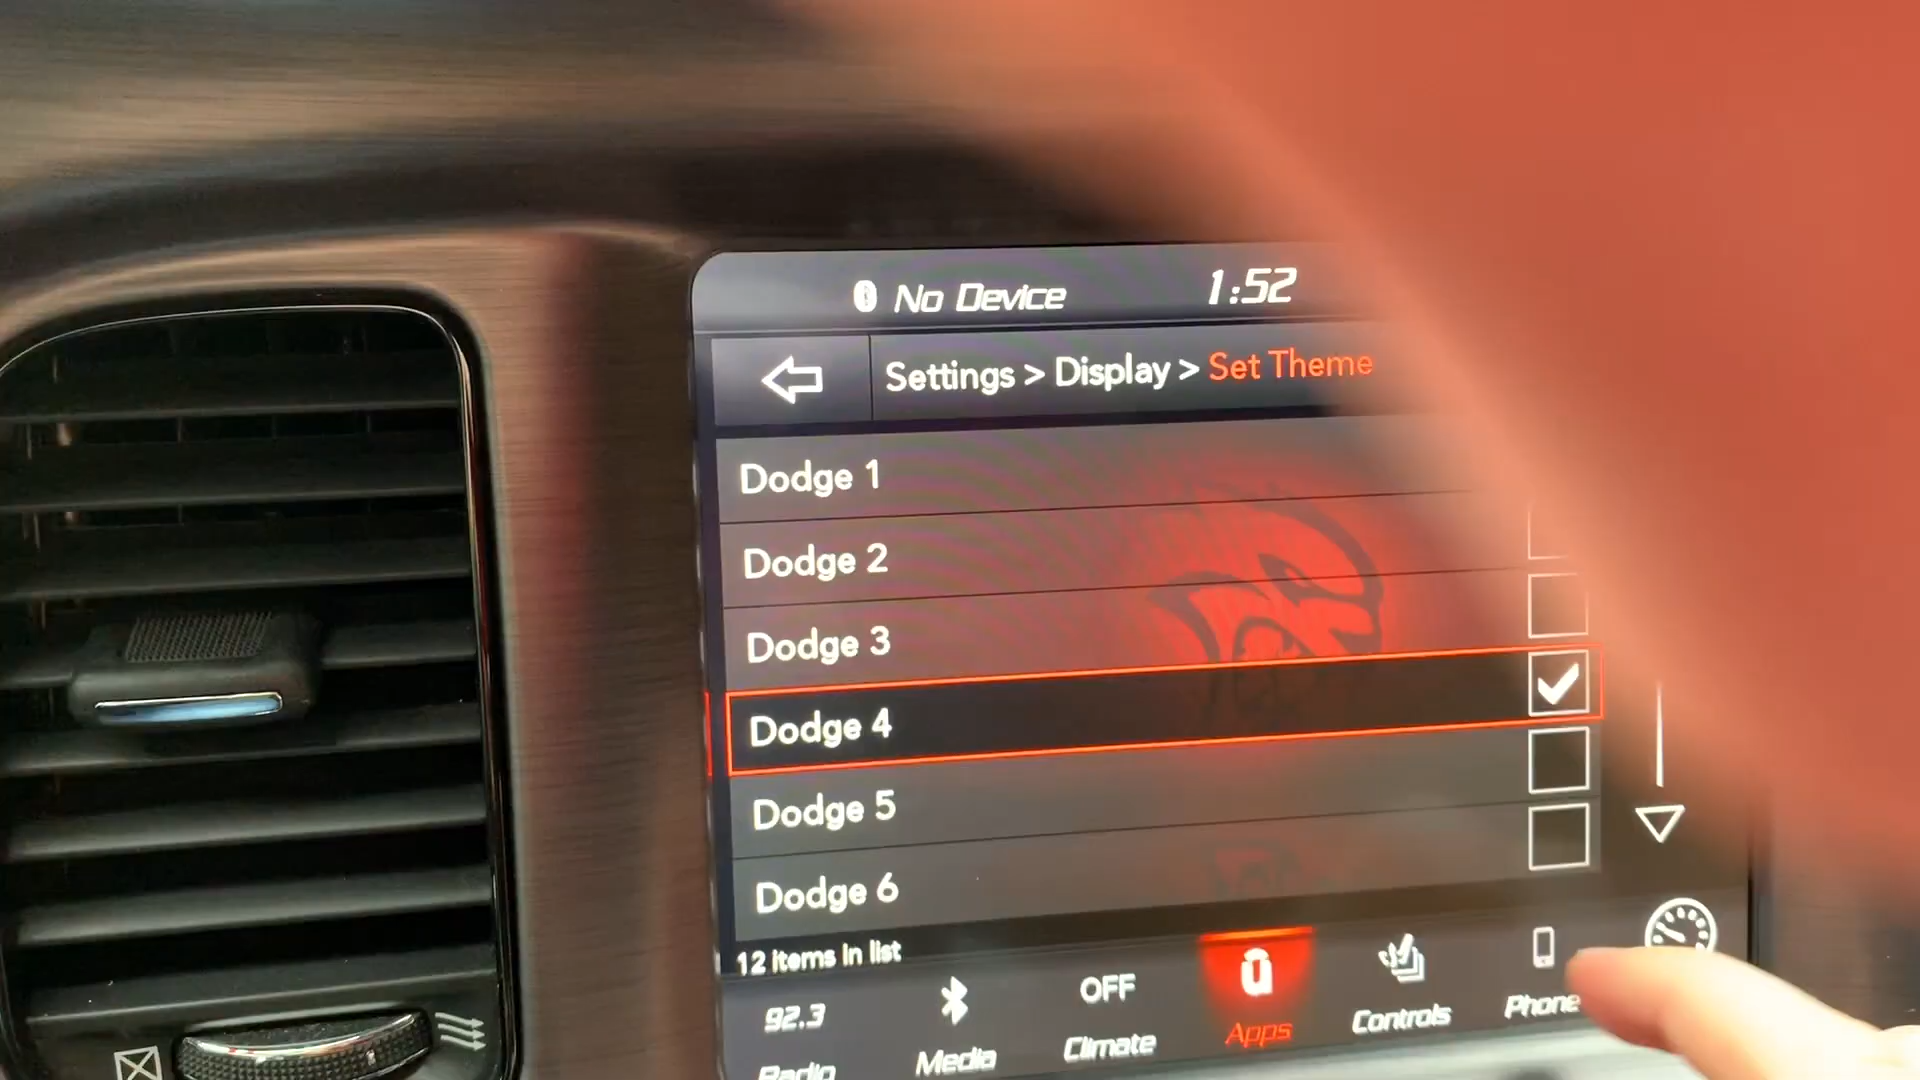 No Device 1:52
Settings > Display > Set Theme
Dodge 1
Dodge 2
Dodge 3
Dodge 4
Dodge 5
Dodge 6
12 items in list
92.3
OFF
Radio
Media
Climate
Apps
Controls
Phone